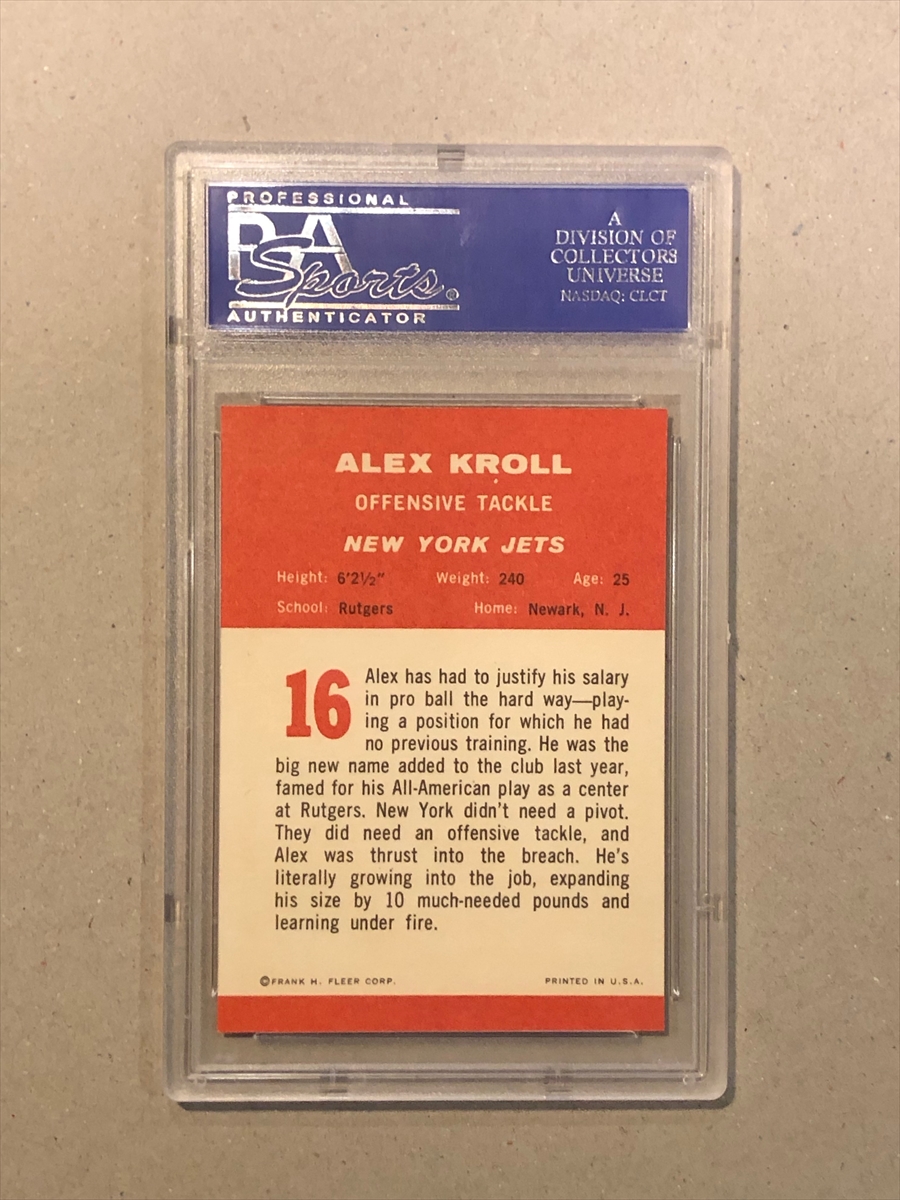 PROFESSIONAL
PSA
Sports®
AUTHENTICATOR
A
DIVISION OF
COLLECTORS
UNIVERSE
NASDAQ: CLCT
ALEX KROLL
OFFENSIVE TACKLE
NEW YORK JETS
Height: 6'2½" Weight: 240 Age: 25
School: Rutgers Home: Newark, N. J.
16 Alex has had to justify his salary
in pro ball the hard way—play-
ing a position for which he had
no previous training. He was the
big new name added to the club last year,
famed for his All-American play as a center
at Rutgers. New York didn't need a pivot.
They did need an offensive tackle, and
Alex was thrust into the breach. He's
literally growing into the job, expanding
his size by 10 much-needed pounds and
learning under fire.
©FRANK H. FLEER CORP. PRINTED IN U.S.A.